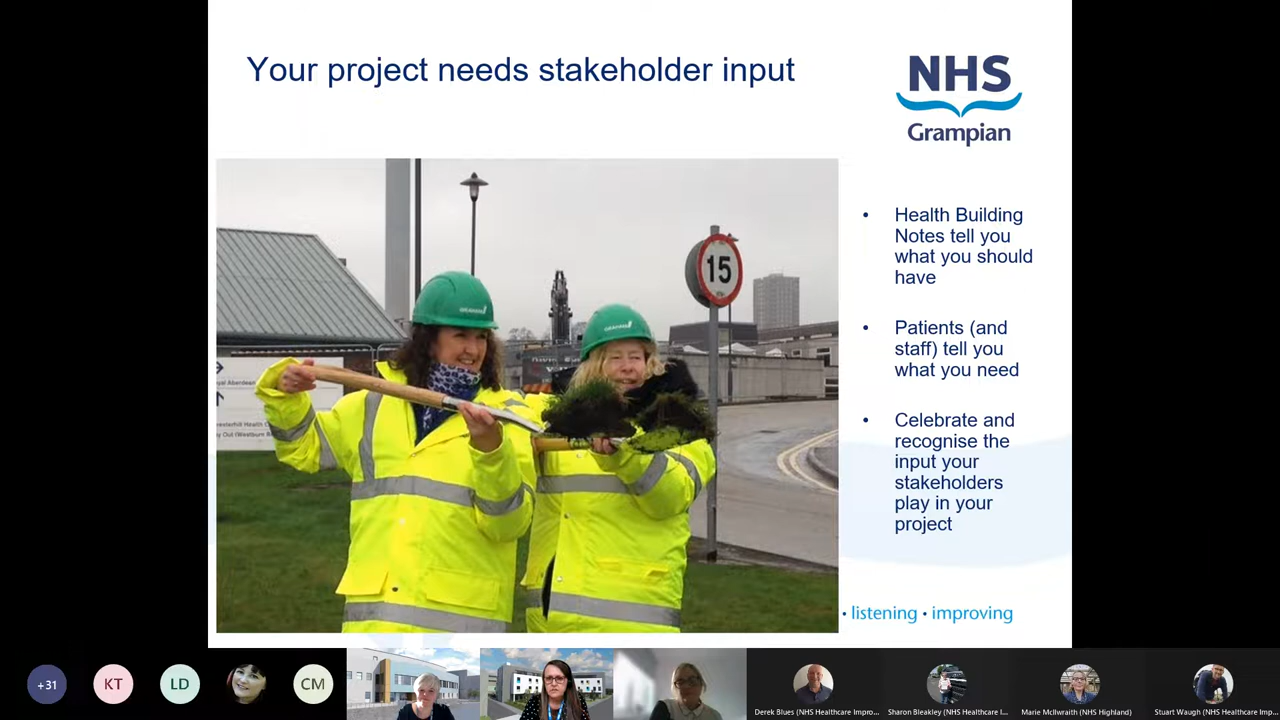 Your project needs stakeholder input
NHS
Grampian
Health Building
Notes tell you
what you should
have
Patients (and
staff) tell you
what you need
Celebrate and
recognise the
input your
stakeholders
play in your
project
15
• listening • improving
+31
KT
LD
CM
Derek Blues (NHS Healthcare Impro...
Sharon Bleakley (NHS Healthcare I...
Marie McIlwraith (NHS Highland)
Stuart Waugh (NHS Healthcare Imp...